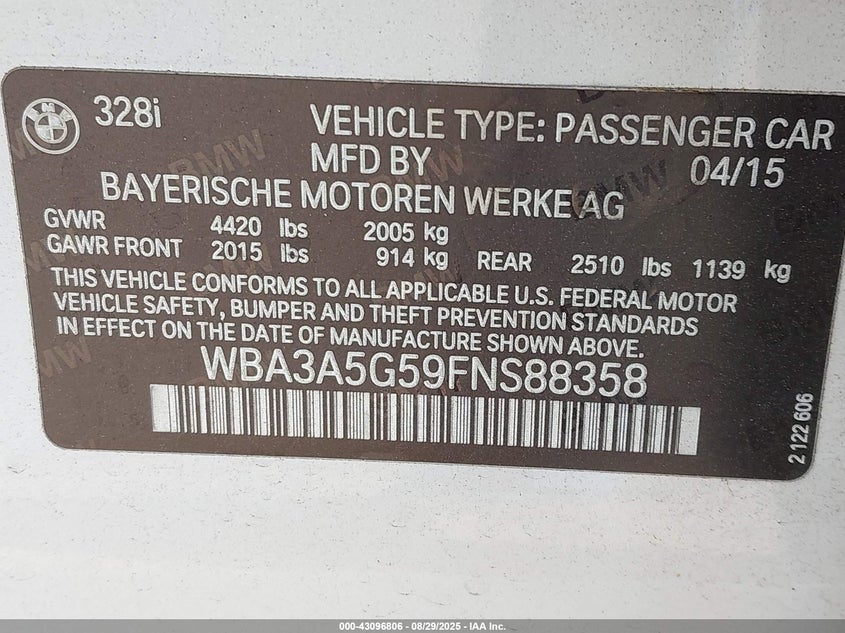 328i
VEHICLE TYPE: PASSENGER CAR
MFD BY 04/15
BAYERISCHE MOTOREN WERKE AG
GVWR 4420 lbs 2005 kg
GAWR FRONT 2015 lbs 914 kg REAR 2510 lbs 1139 kg
THIS VEHICLE CONFORMS TO ALL APPLICABLE U.S. FEDERAL MOTOR
VEHICLE SAFETY, BUMPER AND THEFT PREVENTION STANDARDS
IN EFFECT ON THE DATE OF MANUFACTURE SHOWN ABOVE.
WBA3A5G59FNS88358
2 122 606
000-43096806 - 08/29/2025 - IAA Inc.